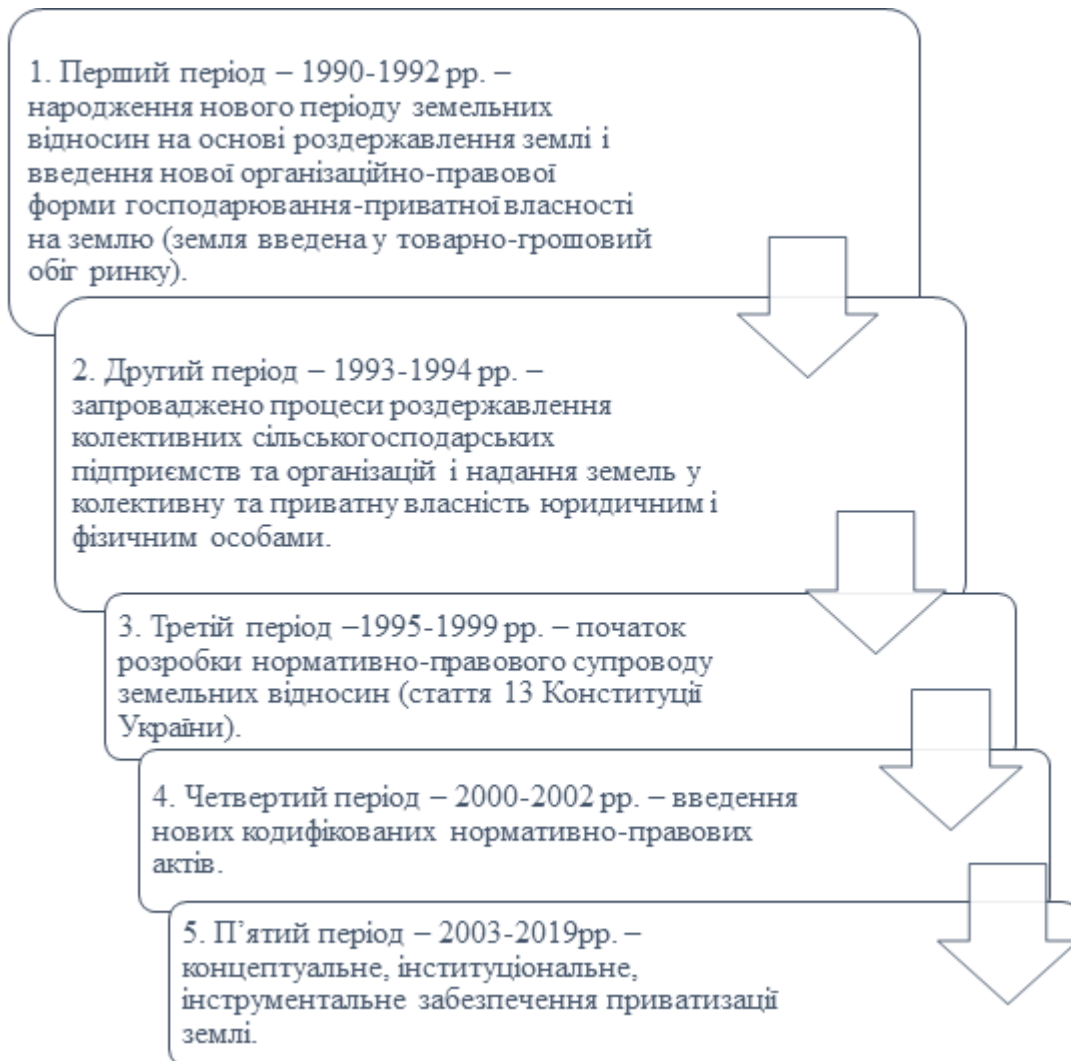 1. Перший період – 1990-1992 рр. –
народження нового періоду земельних
відносин на основі роздержавлення землі і
введення нової організаційно-правової
форми господарювання-приватної власності
на землю (земля введена у товарно-грошовий
обіг ринку).
2. Другий період – 1993-1994 рр. –
запроваджено процеси роздержавлення
колективних сільськогосподарських
підприємств та організацій і надання земель у
колективну та приватну власність юридичним і
фізичним особами.
3. Третій період –1995-1999 рр. – початок
розробки нормативно-правового супроводу
земельних відносин (стаття 13 Конституції
України).
4. Четвертий період – 2000-2002 рр. – введення
нових кодифікованих нормативно-правових
актів.
5. П’ятий період – 2003-2019рр. –
концептуальне, інституціональне,
інструментальне забезпечення приватизації
землі.